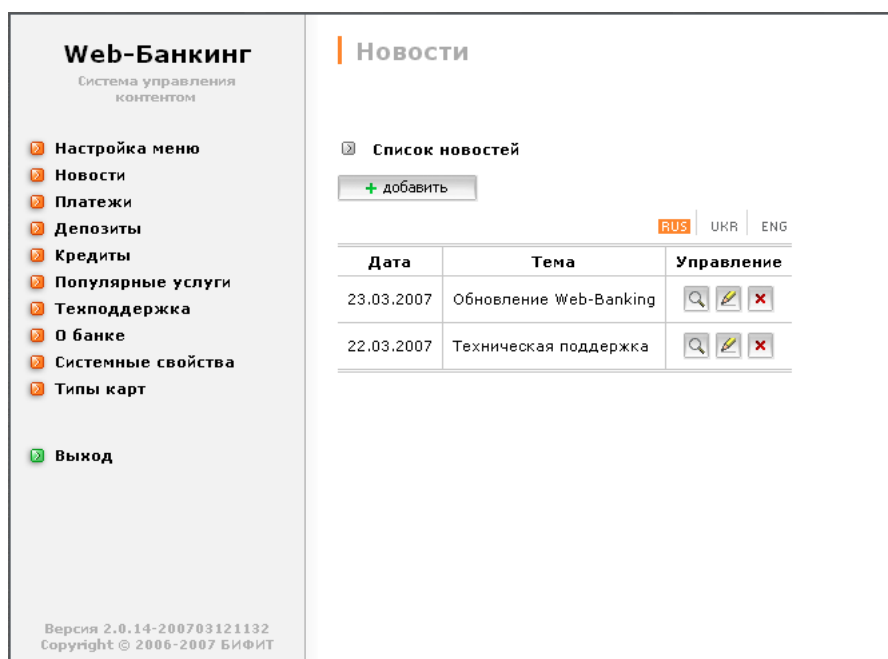 Web-Банкинг
Система управления
контентом
Настройка меню
Новости
Платежи
Депозиты
Кредиты
Популярные услуги
Техподдержка
О банке
Системные свойства
Типы карт
Выход
Версия 2.0.14-200703121132
Copyright © 2006-2007 БИФИТ
Новости
Список новостей
+ добавить
RUS UKR ENG
Дата Тема Управление
23.03.2007 Обновление Web-Banking
22.03.2007 Техническая поддержка